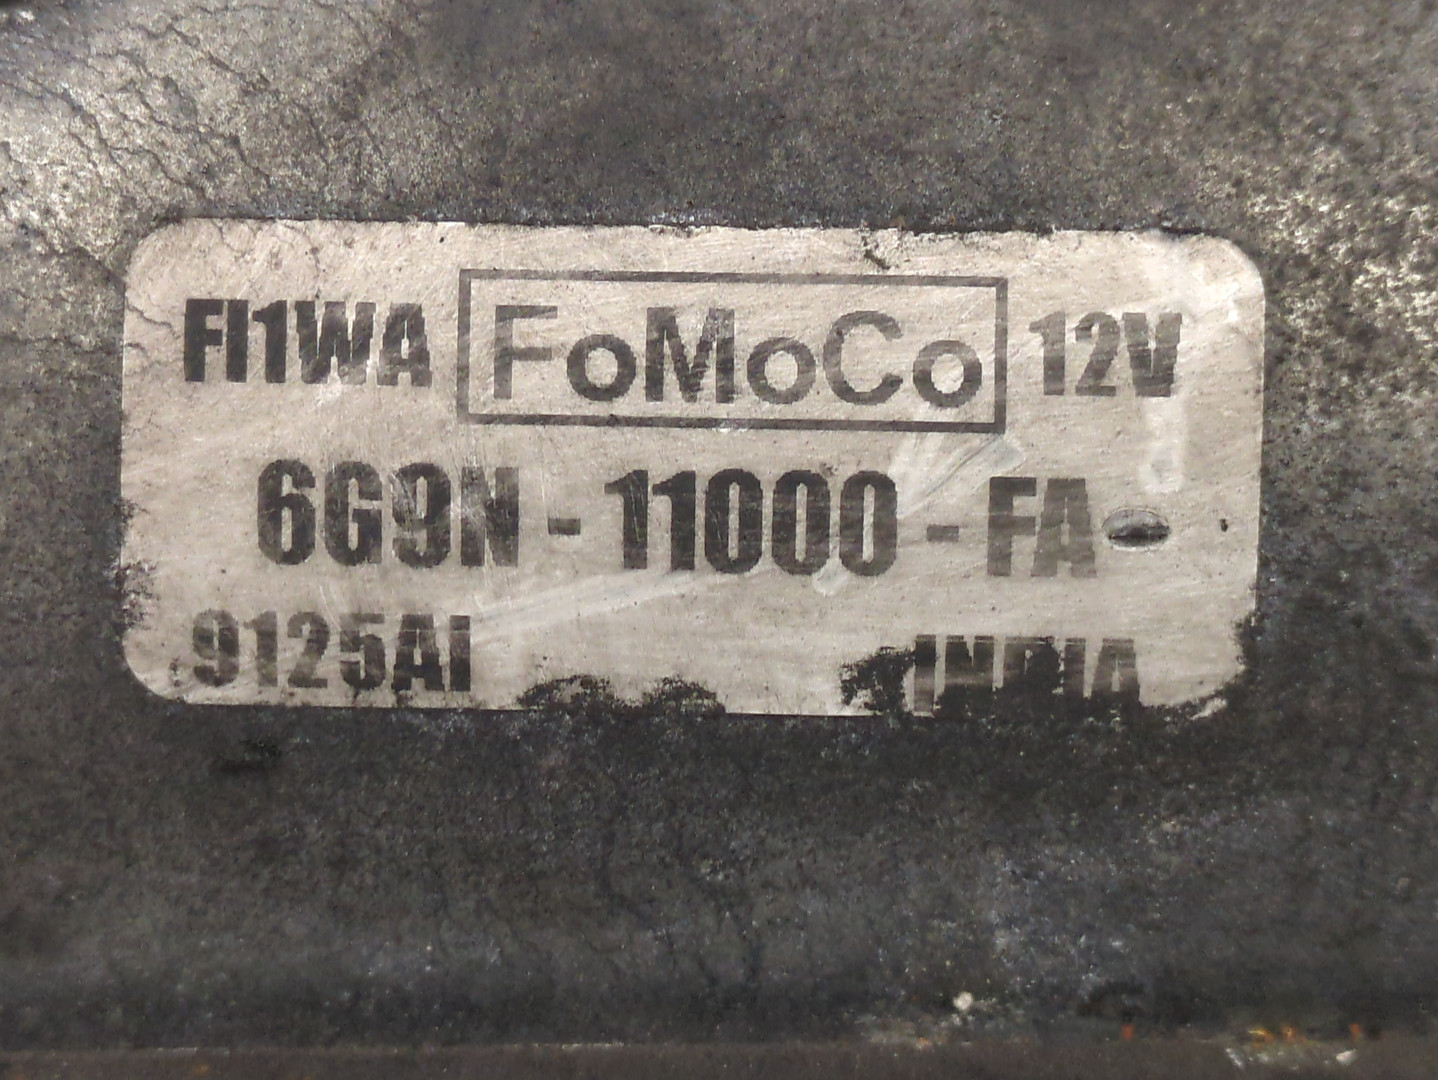 FI1WA FoMoCo 12V
6G9N - 11000 - FA
9125AI INDIA